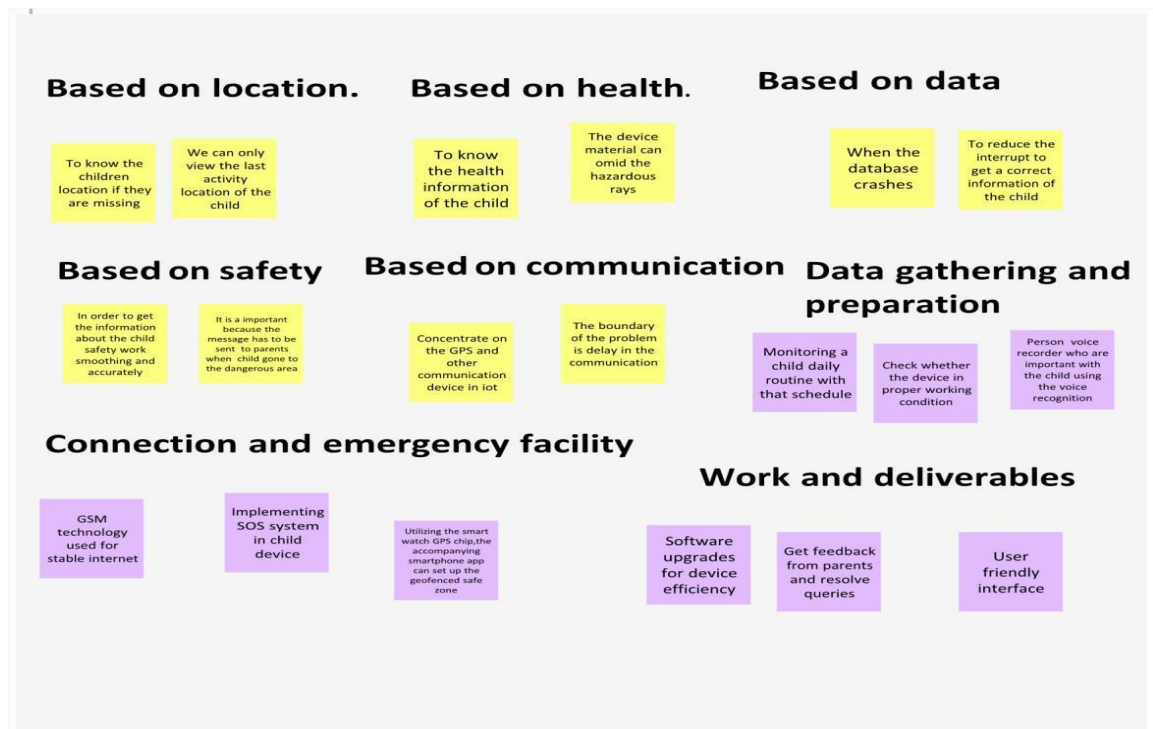 Based on location.
To know the
children
location if they
are missing
We can only
view the last
activity
location of the
child
Based on health.
To know
the health
information
of the child
The device
material can
omid the
hazardous
rays
Based on data
When the
database
crashes
To reduce the
interrupt to
get a correct
information of
the child
Based on safety
In order to get
the information
about the child
safety work
smoothing and
accurately
It is a important
because the
message has to be
sent to parents
when child gone to
the dangerous area
Based on communication
Concentrate on
the GPS and
other
communication
device in iot
The boundary
of the problem
is delay in the
communication
Data gathering and
preparation
Monitoring a
child daily
routine with
that schedule
Check whether
the device in
proper working
condition
Person voice
recorder who are
important with
the child using
the voice
recognition
Connection and emergency facility
GSM
technology
used for
stable internet
Implementing
SOS system
in child
device
Utilizing the smart
watch GPS chip,the
accompanying
smartphone app
can set up the
geofenced safe
zone
Work and deliverables
Software
upgrades
for device
efficiency
Get feedback
from parents
and resolve
queries
User
friendly
interface